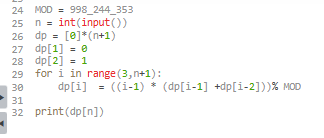 24 MOD = 998_244_353
25 n = int(input())
26 dp = [0]*(n+1)
27 dp[1] = 0
28 dp[2] = 1
29 for i in range(3,n+1):
30     dp[i]  = ((i-1) * (dp[i-1] +dp[i-2]))% MOD
31
32 print(dp[n])